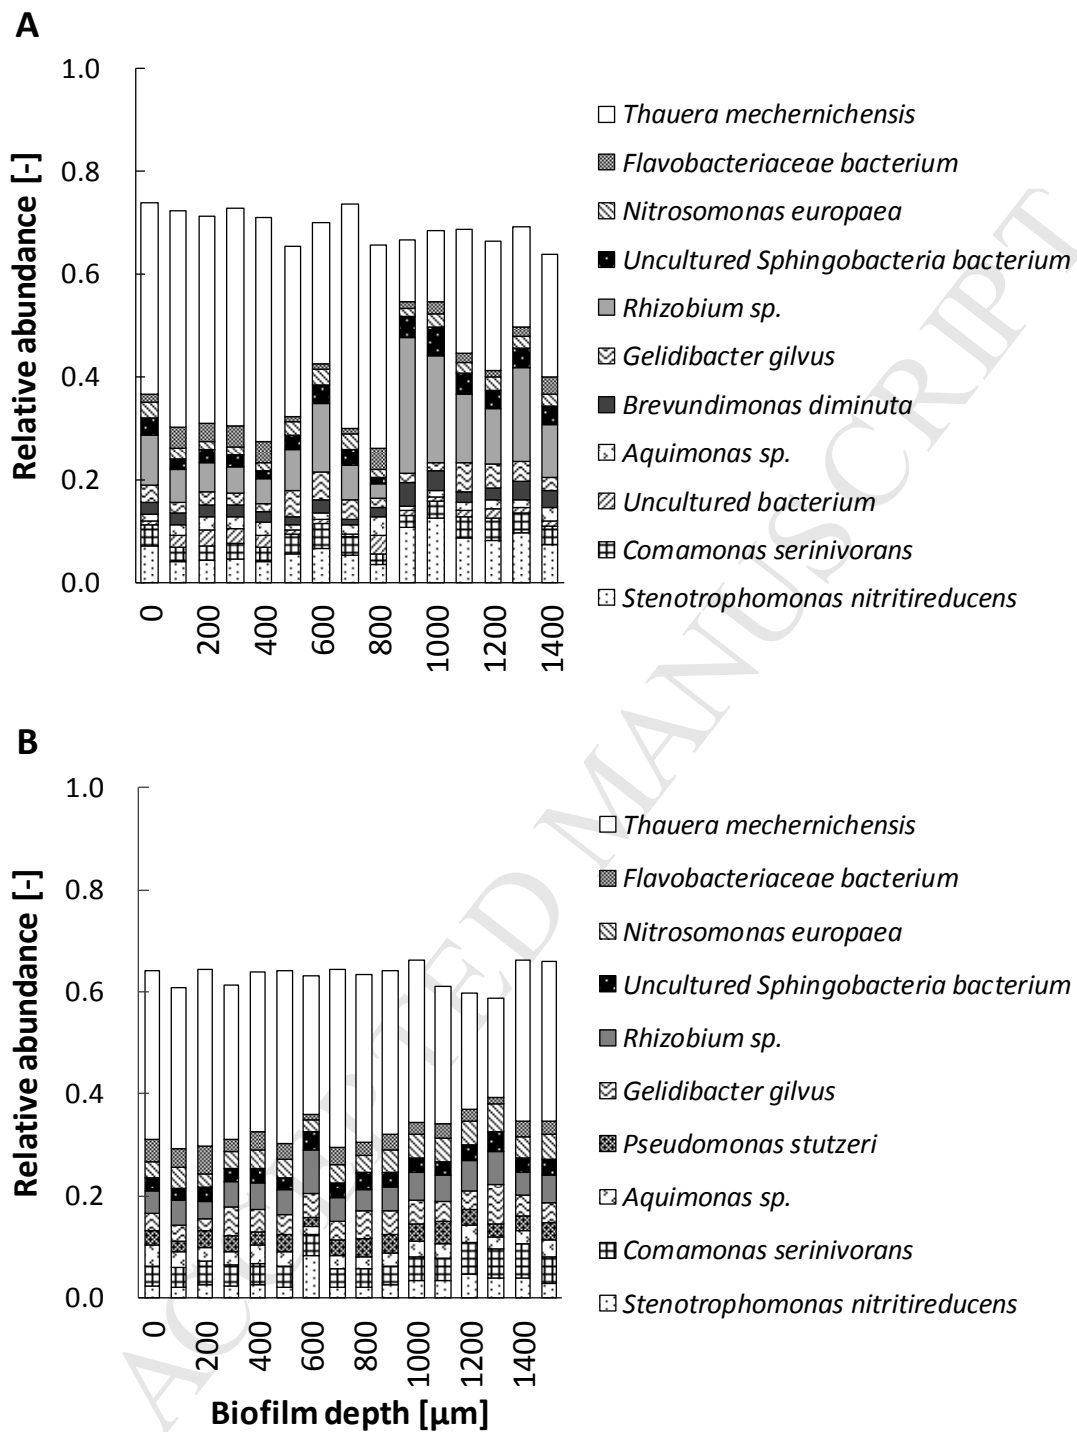 A
1.0
0.8
0.6
0.4
0.2
0.0
Relative abundance [-]
0
200
400
600
800
1000
1200
1400
Thauera mechernichensis
Flavobacteriaceae bacterium
Nitrosomonas europaea
Uncultured Sphingobacteria bacterium
Rhizobium sp.
Gelidibacter gilvus
Brevundimonas diminuta
Aquimonas sp.
Uncultured bacterium
Comamonas serinivorans
Stenotrophomonas nitritireducens
B
1.0
0.8
0.6
0.4
0.2
0.0
Relative abundance [-]
0
200
400
600
800
1000
1200
1400
Biofilm depth [µm]
Thauera mechernichensis
Flavobacteriaceae bacterium
Nitrosomonas europaea
Uncultured Sphingobacteria bacterium
Rhizobium sp.
Gelidibacter gilvus
Pseudomonas stutzeri
Aquimonas sp.
Comamonas serinivorans
Stenotrophomonas nitritireducens
ACCEPTED MANUSCRIPT